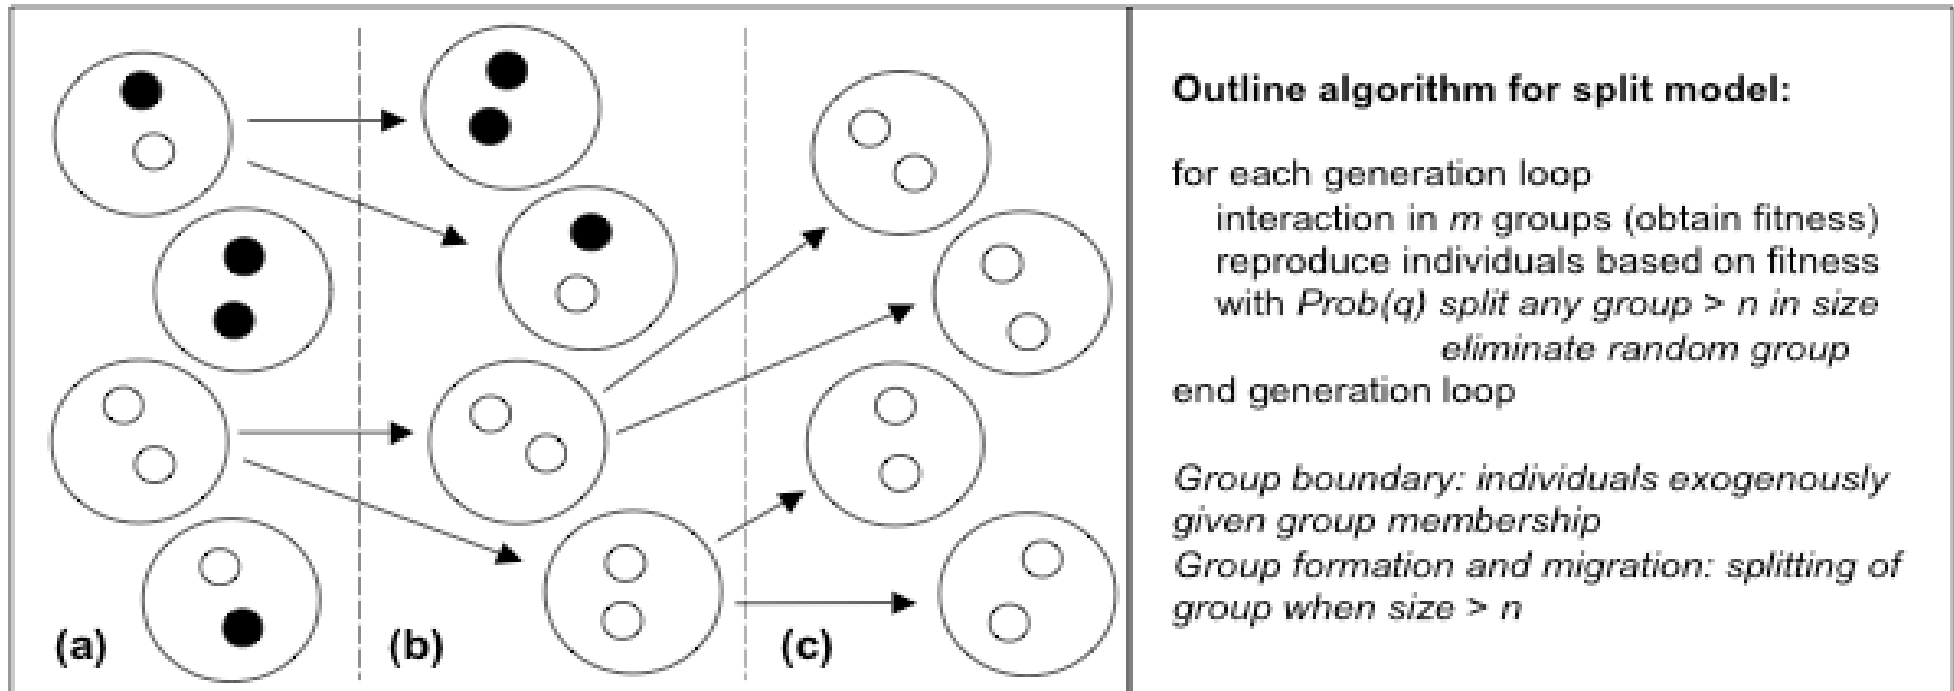 (a)
(b)
(c)
Outline algorithm for split model:
for each generation loop
interaction in m groups (obtain fitness)
reproduce individuals based on fitness
with Prob(q) split any group > n in size
eliminate random group
end generation loop
Group boundary: individuals exogenously
given group membership
Group formation and migration: splitting of
group when size > n